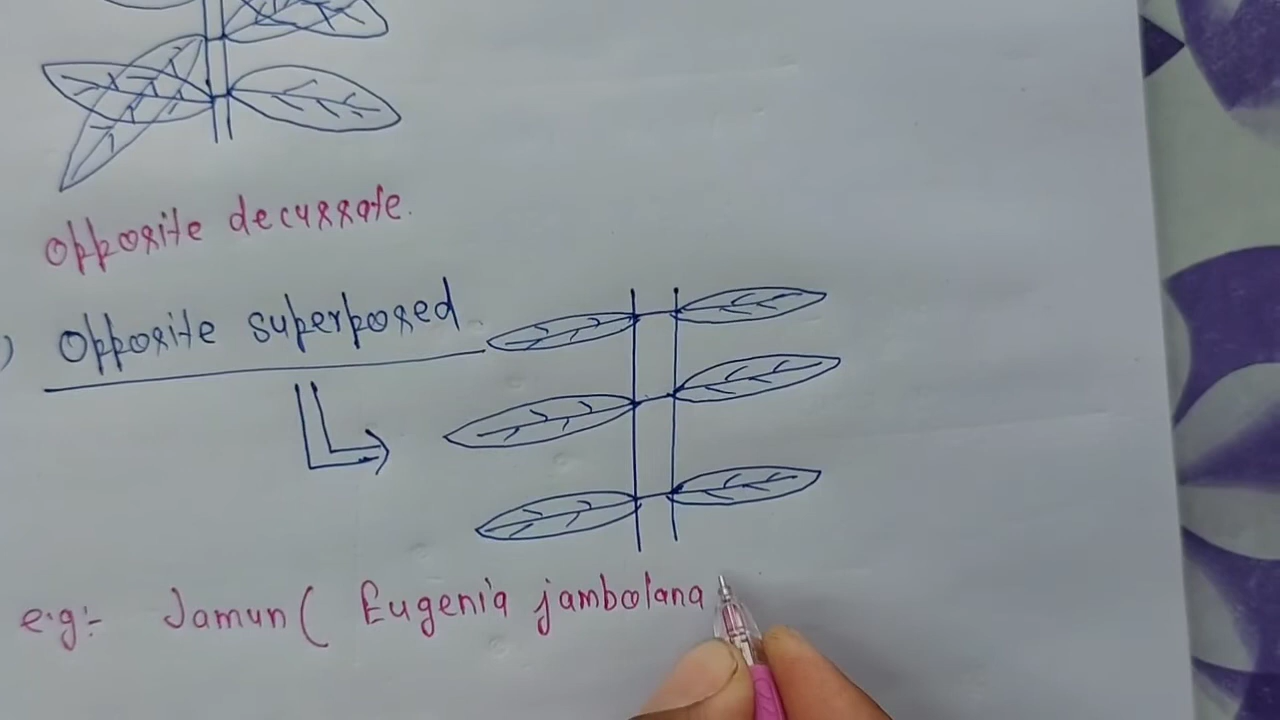 Opposite decussate.
) Opposite superposed
e.g:- Jamun ( Eugenia jambolana